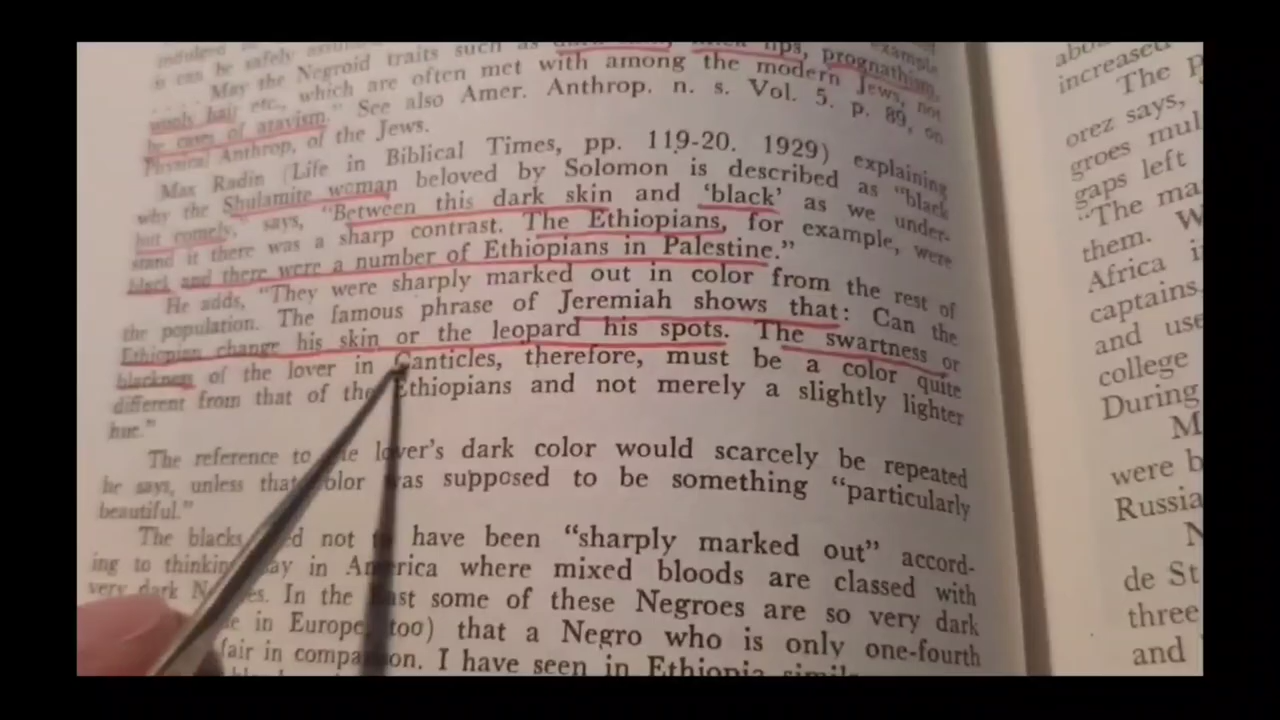 it can be safely
May the Negroid traits such as lips, prognathism,
wooly hair etc., which are often met with among the modern Jews, not
be cases of atavism." See also Amer. Anthrop. n. s. Vol. 5. p. 89, on
Physical Anthrop, of the Jews.
Max Radin (Life in Biblical Times, pp. 119-20. 1929) explaining
why the Shulamite woman beloved by Solomon is described as "black
but comely," says, "Between this dark skin and 'black' as we under-
stand it there was a sharp contrast. The Ethiopians, for example, were
black and there were a number of Ethiopians in Palestine."
He adds, "They were sharply marked out in color from the rest of
the population. The famous phrase of Jeremiah shows that: Can the
Ethiopian change his skin or the leopard his spots. The swartness or
blackness of the lover in Canticles, therefore, must be a color quite
different from that of the Ethiopians and not merely a slightly lighter
hue."
The reference to lover's dark color would scarcely be repeated
he says, unless that color was supposed to be something "particularly
beautiful."
The blacks not have been "sharply marked out" accord-
ing to in America where mixed bloods are classed with
very dark In the some of these Negroes are so very dark
in Europe too) that a Negro who is only one-fourth
fair in comparison. I have seen in Ethiopia
increased
The
orez says,
groes
gaps left
"The
them.
Africa
captains,
and
college
During
M
were
Russia
de St
three
and